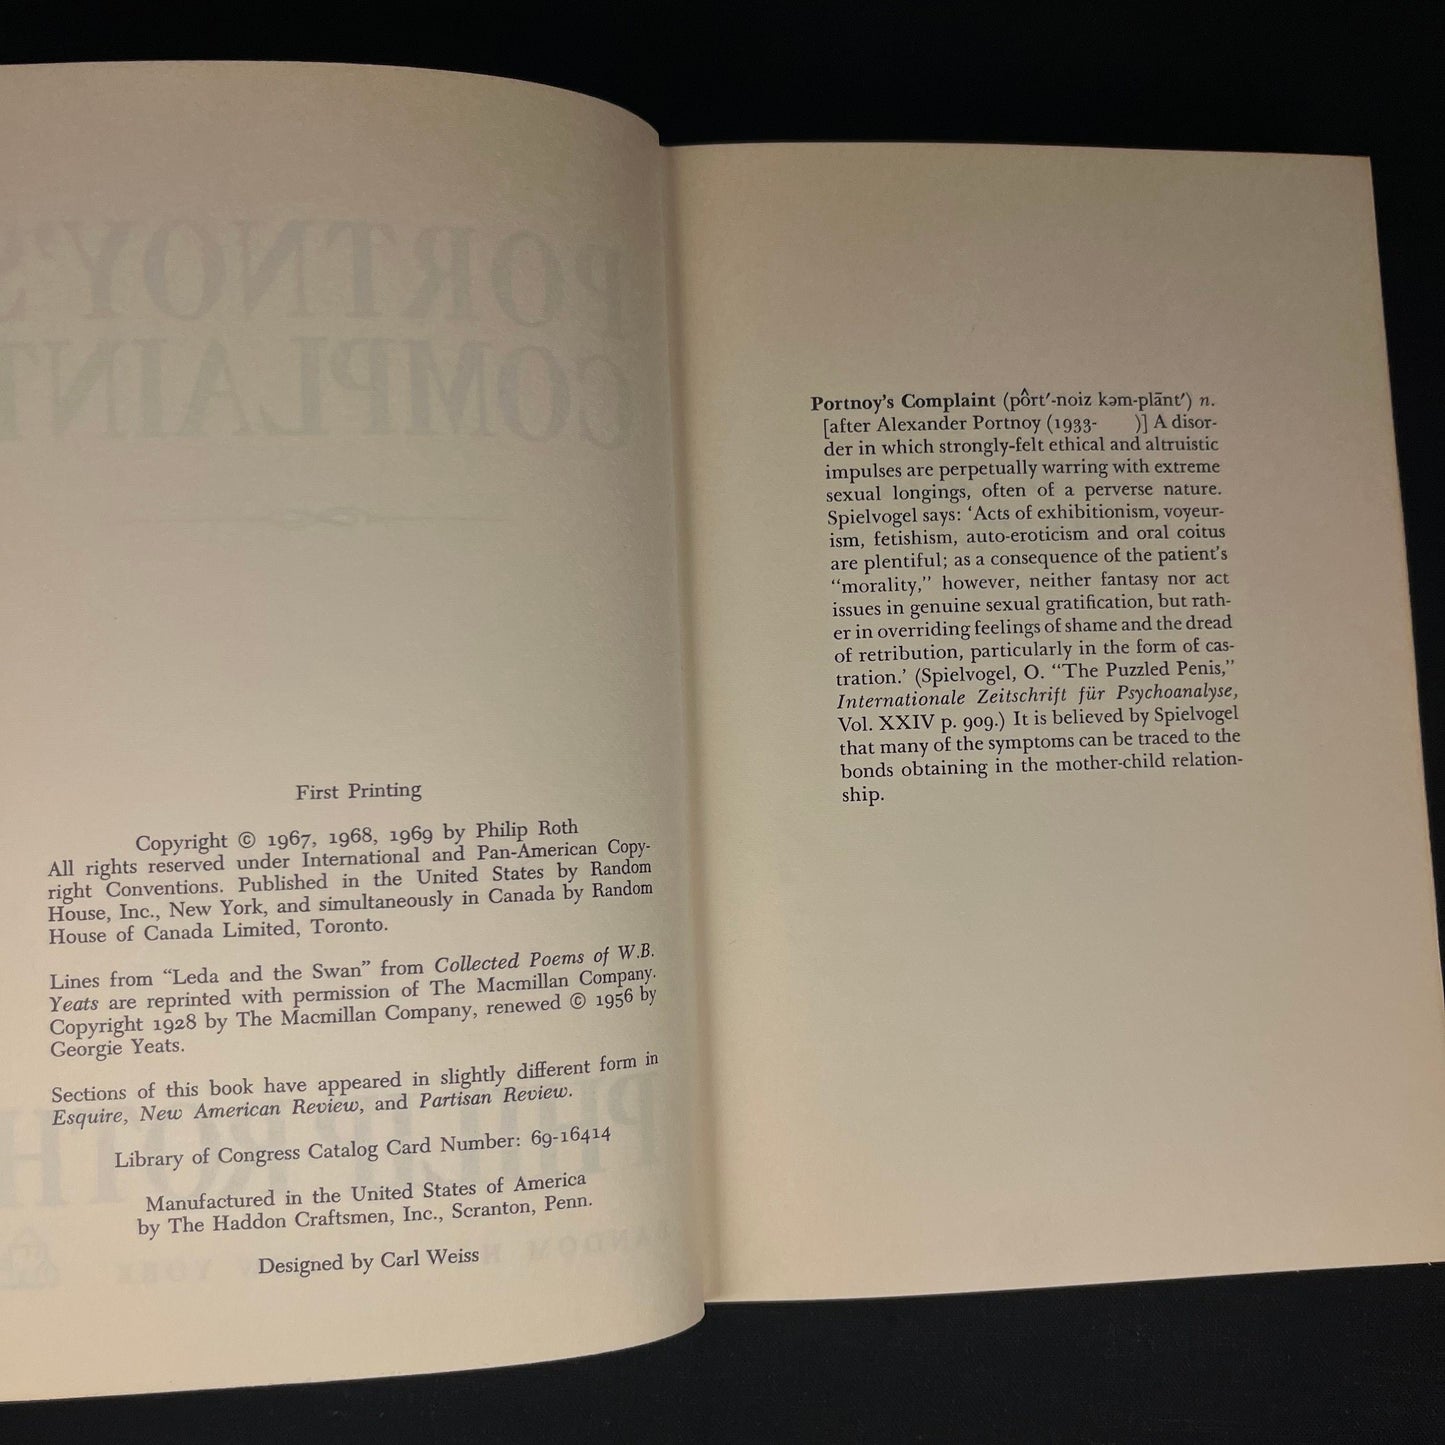 First Printing
Copyright © 1967, 1968, 1969 by Philip Roth
All rights reserved under International and Pan-American Copy-
right Conventions. Published in the United States by Random
House, Inc., New York, and simultaneously in Canada by Random
House of Canada Limited, Toronto.
Lines from “Leda and the Swan” from Collected Poems of W.B.
Yeats are reprinted with permission of The Macmillan Company.
Copyright 1928 by The Macmillan Company, renewed © 1956 by
Georgie Yeats.
Sections of this book have appeared in slightly different form in
Esquire, New American Review, and Partisan Review.
Library of Congress Catalog Card Number: 69-16414
Manufactured in the United States of America
by The Haddon Craftsmen, Inc., Scranton, Penn.
Designed by Carl Weiss
Portnoy’s Complaint (pôrt′-noiz kəm-plānt′) n.
[after Alexander Portnoy (1933-      )] A disor-
der in which strongly-felt ethical and altruistic
impulses are perpetually warring with extreme
sexual longings, often of a perverse nature.
Spielvogel says: ‘Acts of exhibitionism, voyeur-
ism, fetishism, auto-eroticism and oral coitus
are plentiful; as a consequence of the patient’s
“morality,” however, neither fantasy nor act
issues in genuine sexual gratification, but rath-
er in overriding feelings of shame and the dread
of retribution, particularly in the form of cas-
tration.’ (Spielvogel, O. “The Puzzled Penis,”
Internationale Zeitschrift für Psychoanalyse,
Vol. XXIV p. 909.) It is believed by Spielvogel
that many of the symptoms can be traced to the
bonds obtaining in the mother-child relation-
ship.
PORTNOY’S
COMPLAINT
PHILIP ROTH